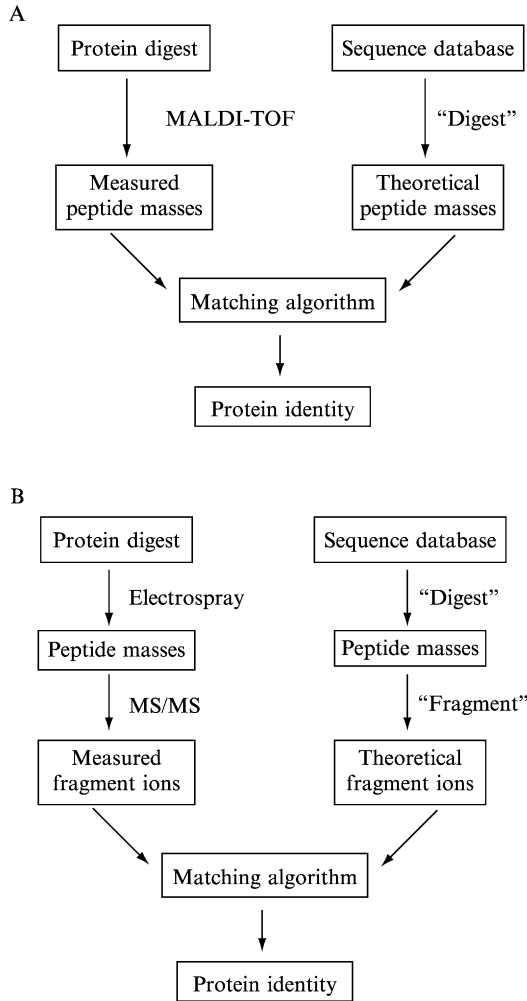 A
Protein digest
Sequence database
MALDI-TOF
“Digest”
Measured
peptide masses
Theoretical
peptide masses
Matching algorithm
Protein identity
B
Protein digest
Sequence database
Electrospray
“Digest”
Peptide masses
Peptide masses
MS/MS
“Fragment”
Measured
fragment ions
Theoretical
fragment ions
Matching algorithm
Protein identity